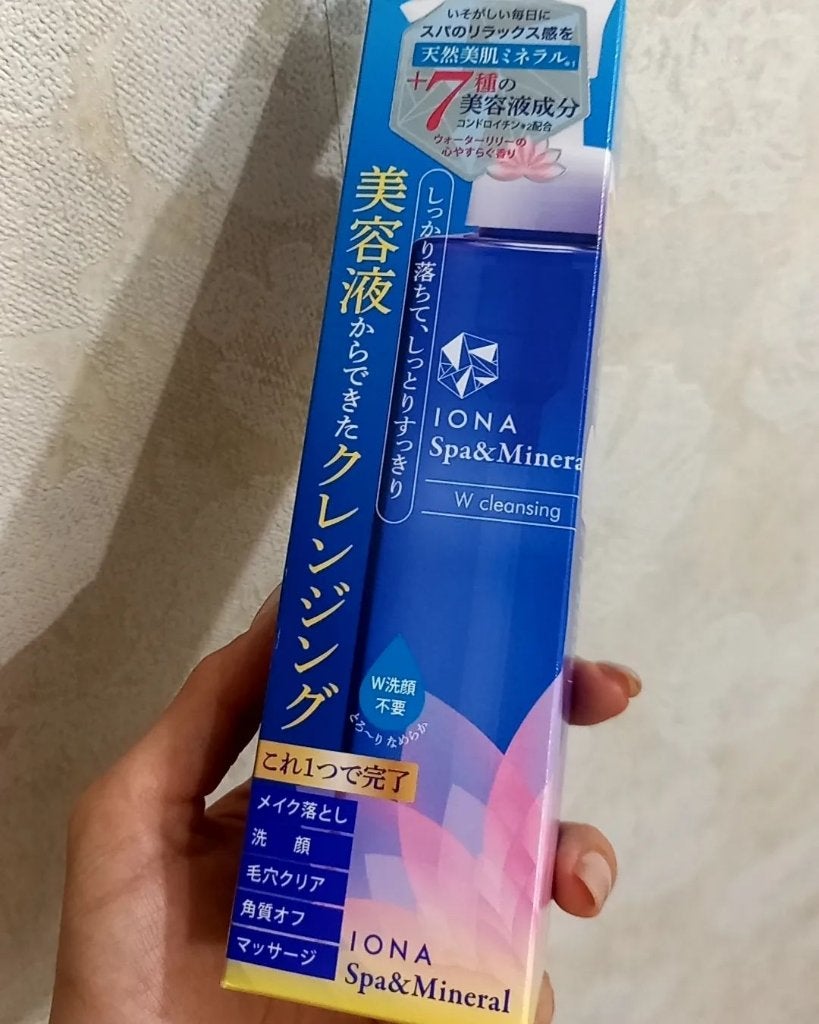 いそがしい毎日に
スパのリラックス感を
天然美肌ミネラル※1
+7種の
美容液成分
コンドロイチン※2配合
ウォーターリリーの
心やすらぐ香り
美容液からできたクレンジング
しっかり落ちて、しっとりすっきり
IONA
Spa&Minera
W cleansing
W洗顔
不要
とろ〜りなめらか
これ1つで完了
メイク落とし
洗顔
毛穴クリア
角質オフ
マッサージ
IONA
Spa&Mineral